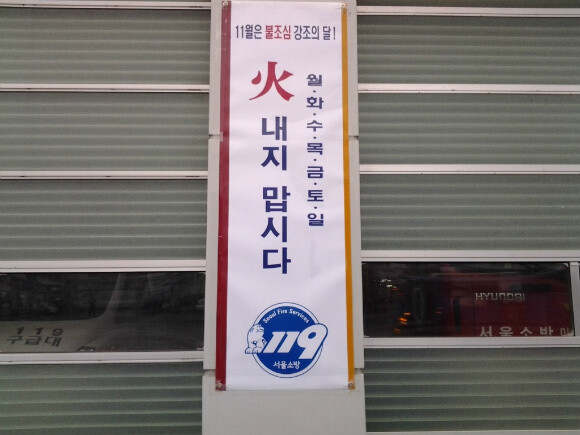 11월은 불조심 강조의 달!
월·화·수·목·금·토·일
火 내지 맙시다
Seoul Fire Services
119
서울소방
119
구급대
HYUNDAI
서울소방